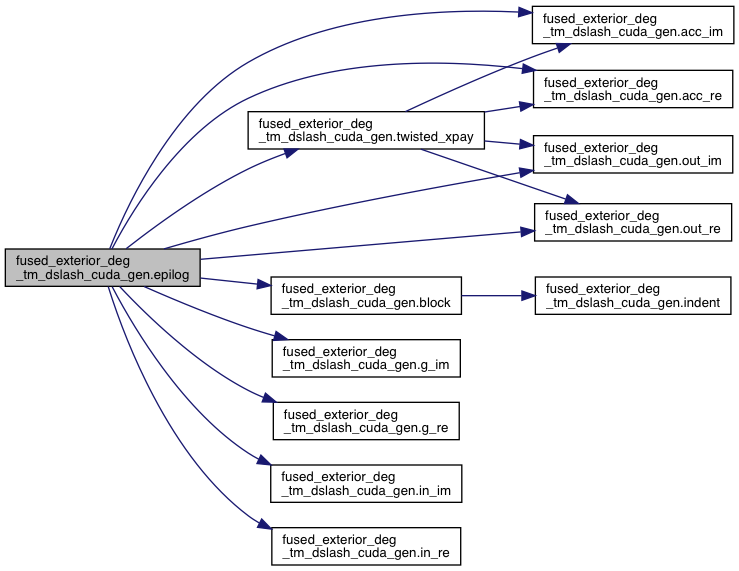 fused_exterior_deg
_tm_dslash_cuda_gen.acc_im
fused_exterior_deg
_tm_dslash_cuda_gen.acc_re
fused_exterior_deg
_tm_dslash_cuda_gen.twisted_xpay
fused_exterior_deg
_tm_dslash_cuda_gen.out_im
fused_exterior_deg
_tm_dslash_cuda_gen.out_re
fused_exterior_deg
_tm_dslash_cuda_gen.epilog
fused_exterior_deg
_tm_dslash_cuda_gen.block
fused_exterior_deg
_tm_dslash_cuda_gen.indent
fused_exterior_deg
_tm_dslash_cuda_gen.g_im
fused_exterior_deg
_tm_dslash_cuda_gen.g_re
fused_exterior_deg
_tm_dslash_cuda_gen.in_im
fused_exterior_deg
_tm_dslash_cuda_gen.in_re